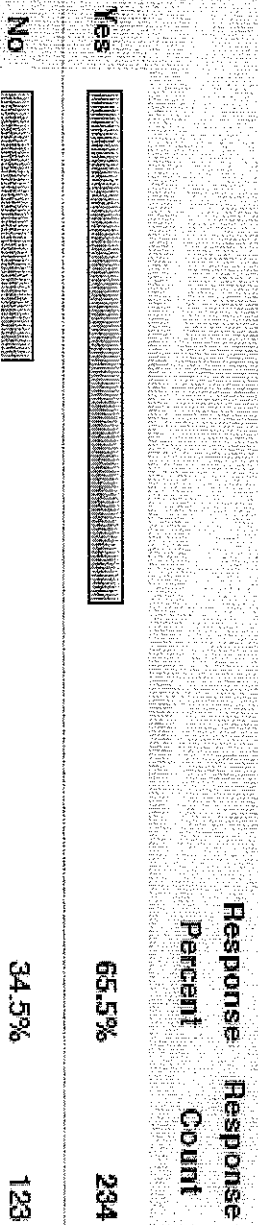 Response Response
Percent Count
Yes 65.5% 234
No 34.5% 123